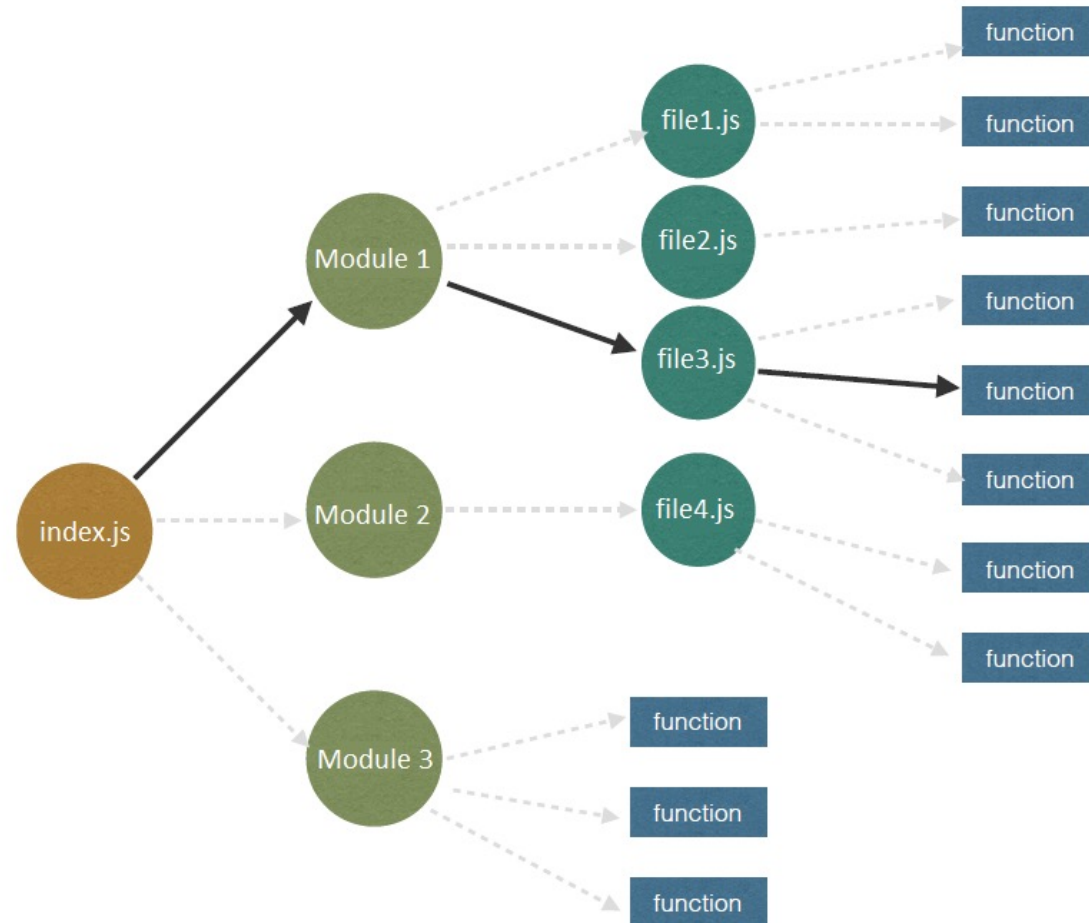 function
file1.js
function
file2.js
function
Module 1
function
file3.js
function
function
index.js
Module 2
file4.js
function
function
Module 3
function
function
function